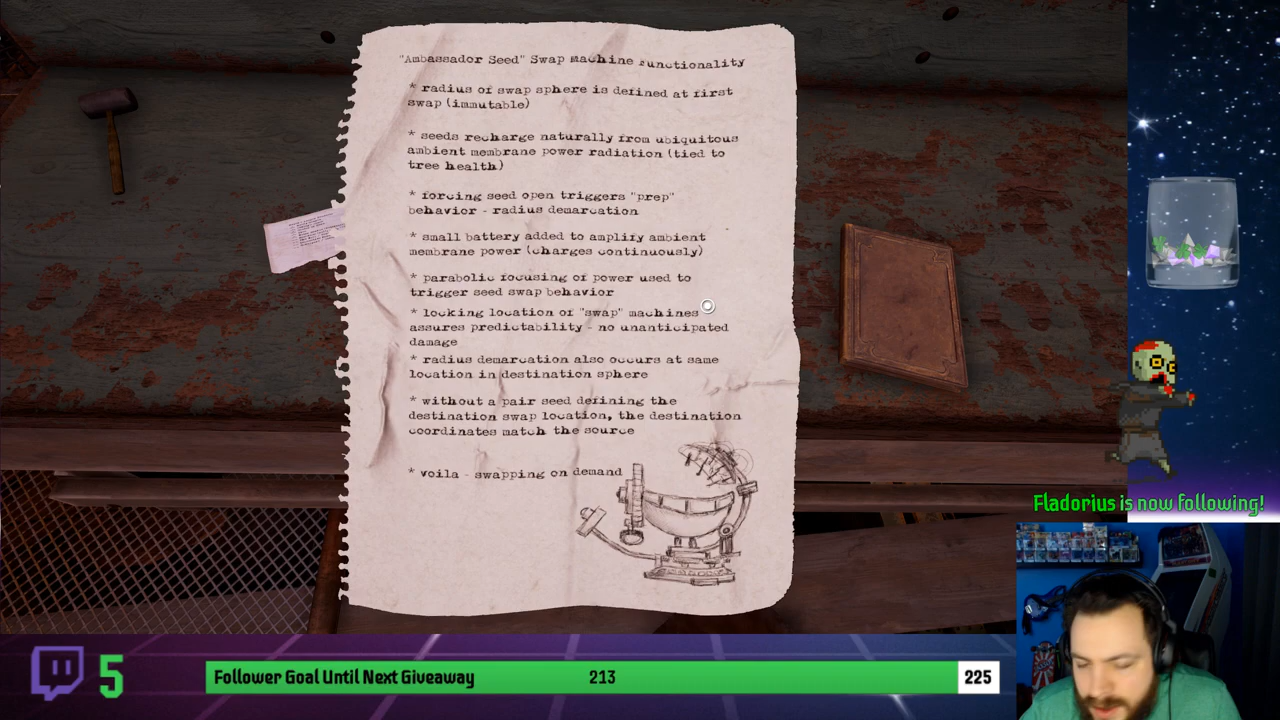 "Ambassador Seed" Swap machine Functionality
* radius of swap sphere is defined at first
swap (immutable)
* seeds recharge naturally from ubiquitous
ambient membrane power radiation (tied to
tree health)
* forcing seed open triggers "prep"
behavior - radius demarcation
* small battery added to amplify ambient
membrane power (charges continuously)
* parabolic focusing of power used to
trigger seed swap behavior
* locking location of "swap" machines
assures predictability - no unanticipated
damage
* radius demarcation also occurs at same
location in destination sphere
* without a pair seed defining the
destination swap location, the destination
coordinates match the source
* voila - swapping on demand
Fladorius is now following!
5
Follower Goal Until Next Giveaway 213 225